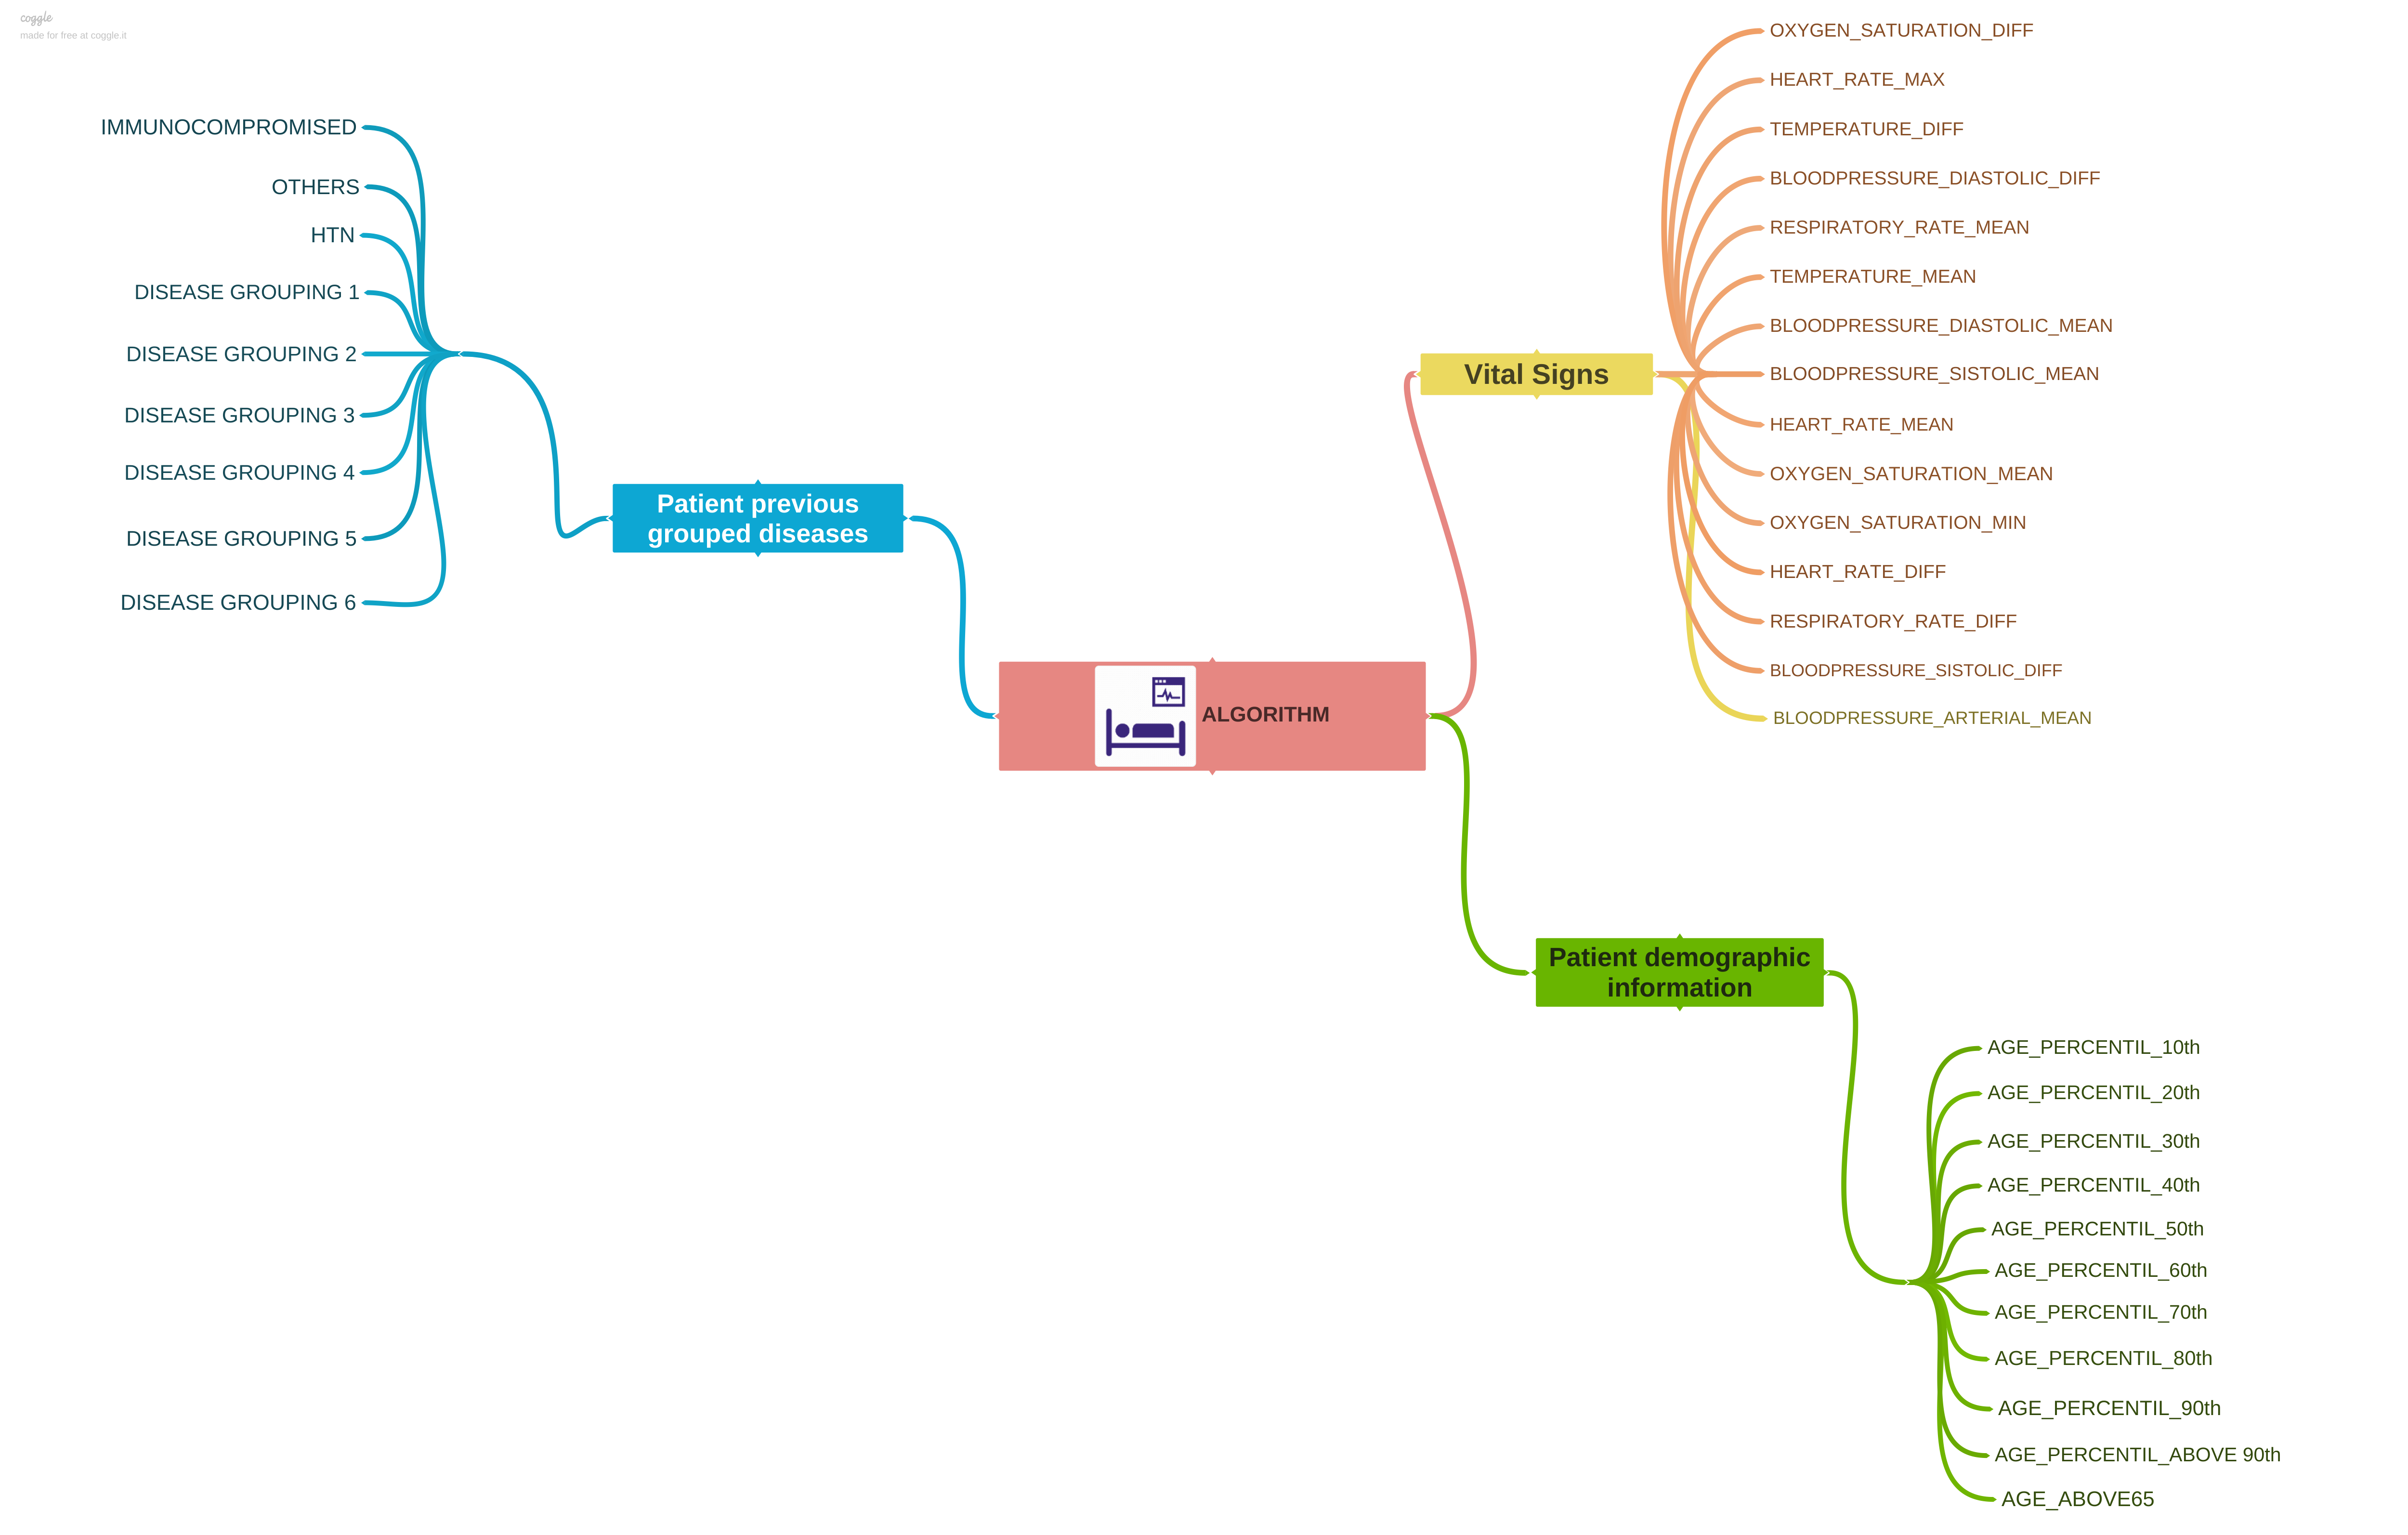 coggle
made for free at coggle.it
IMMUNOCOMPROMISED
OTHERS
HTN
DISEASE GROUPING 1
DISEASE GROUPING 2
DISEASE GROUPING 3
DISEASE GROUPING 4
DISEASE GROUPING 5
DISEASE GROUPING 6
Patient previous
grouped diseases
ALGORITHM
Vital Signs
OXYGEN_SATURATION_DIFF
HEART_RATE_MAX
TEMPERATURE_DIFF
BLOODPRESSURE_DIASTOLIC_DIFF
RESPIRATORY_RATE_MEAN
TEMPERATURE_MEAN
BLOODPRESSURE_DIASTOLIC_MEAN
BLOODPRESSURE_SISTOLIC_MEAN
HEART_RATE_MEAN
OXYGEN_SATURATION_MEAN
OXYGEN_SATURATION_MIN
HEART_RATE_DIFF
RESPIRATORY_RATE_DIFF
BLOODPRESSURE_SISTOLIC_DIFF
BLOODPRESSURE_ARTERIAL_MEAN
Patient demographic
information
AGE_PERCENTIL_10th
AGE_PERCENTIL_20th
AGE_PERCENTIL_30th
AGE_PERCENTIL_40th
AGE_PERCENTIL_50th
AGE_PERCENTIL_60th
AGE_PERCENTIL_70th
AGE_PERCENTIL_80th
AGE_PERCENTIL_90th
AGE_PERCENTIL_ABOVE 90th
AGE_ABOVE65